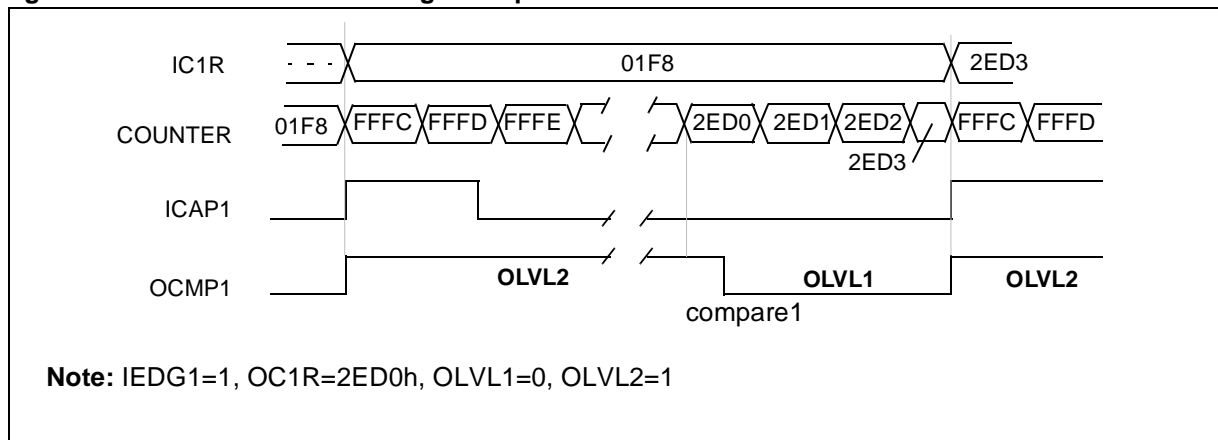 IC1R - - - 01F8 2ED3
COUNTER 01F8 FFFC FFFD FFFE 2ED0 2ED1 2ED2 FFFC FFFD
2ED3
ICAP1
OCMP1 OLVL2 OLVL1 OLVL2
compare1
Note: IEDG1=1, OC1R=2ED0h, OLVL1=0, OLVL2=1